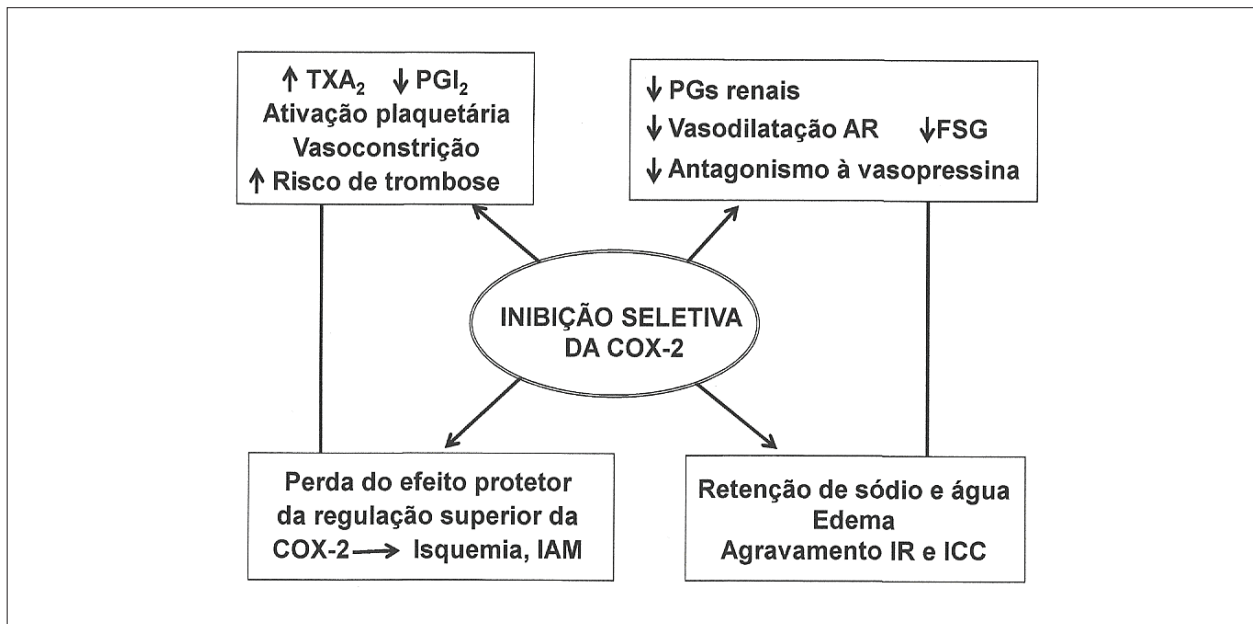 ↑ TXA₂ ↓ PGI₂
Ativação plaquetária
Vasoconstrição
↑ Risco de trombose
↓ PGs renais
↓ Vasodilatação AR ↓FSG
↓ Antagonismo à vasopressina
INIBIÇÃO SELETIVA
DA COX-2
Perda do efeito protetor
da regulação superior da
COX-2 → Isquemia, IAM
Retenção de sódio e água
Edema
Agravamento IR e ICC